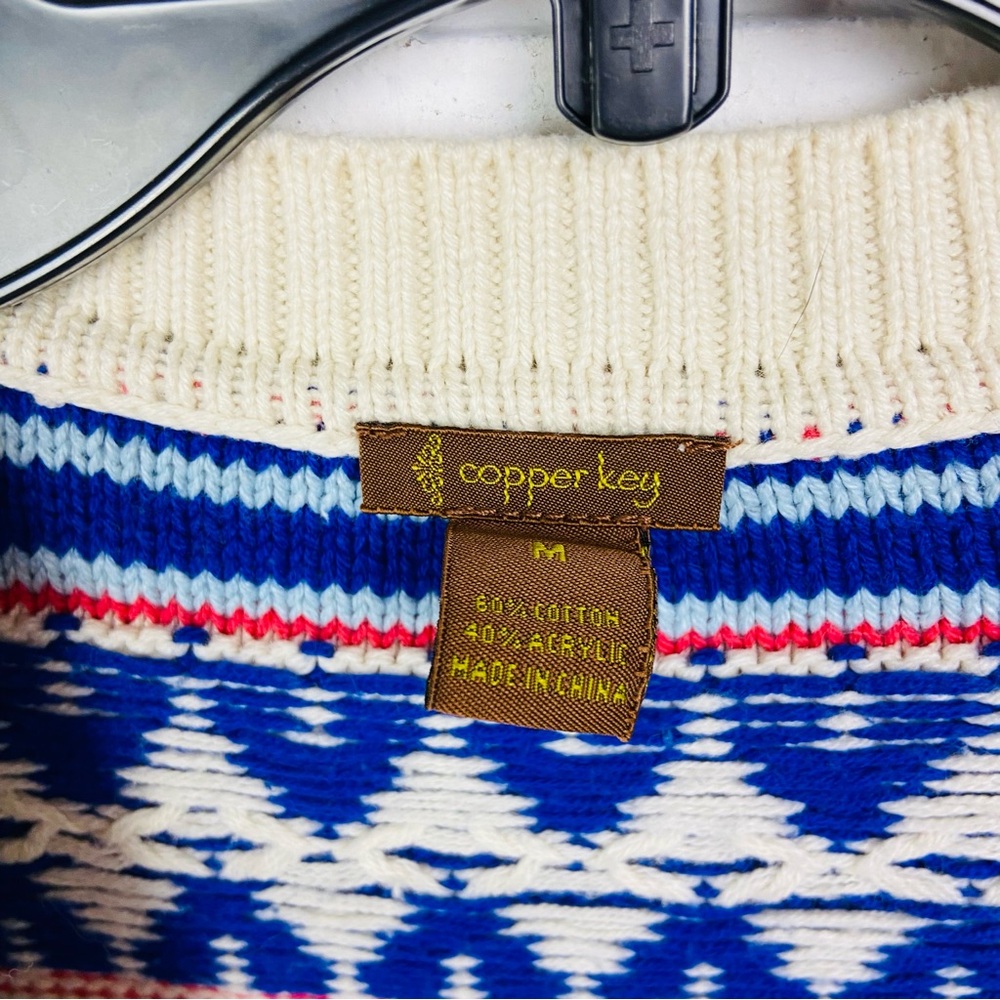 copper key
M
60% COTTON
40% ACRYLIC
MADE IN CHINA